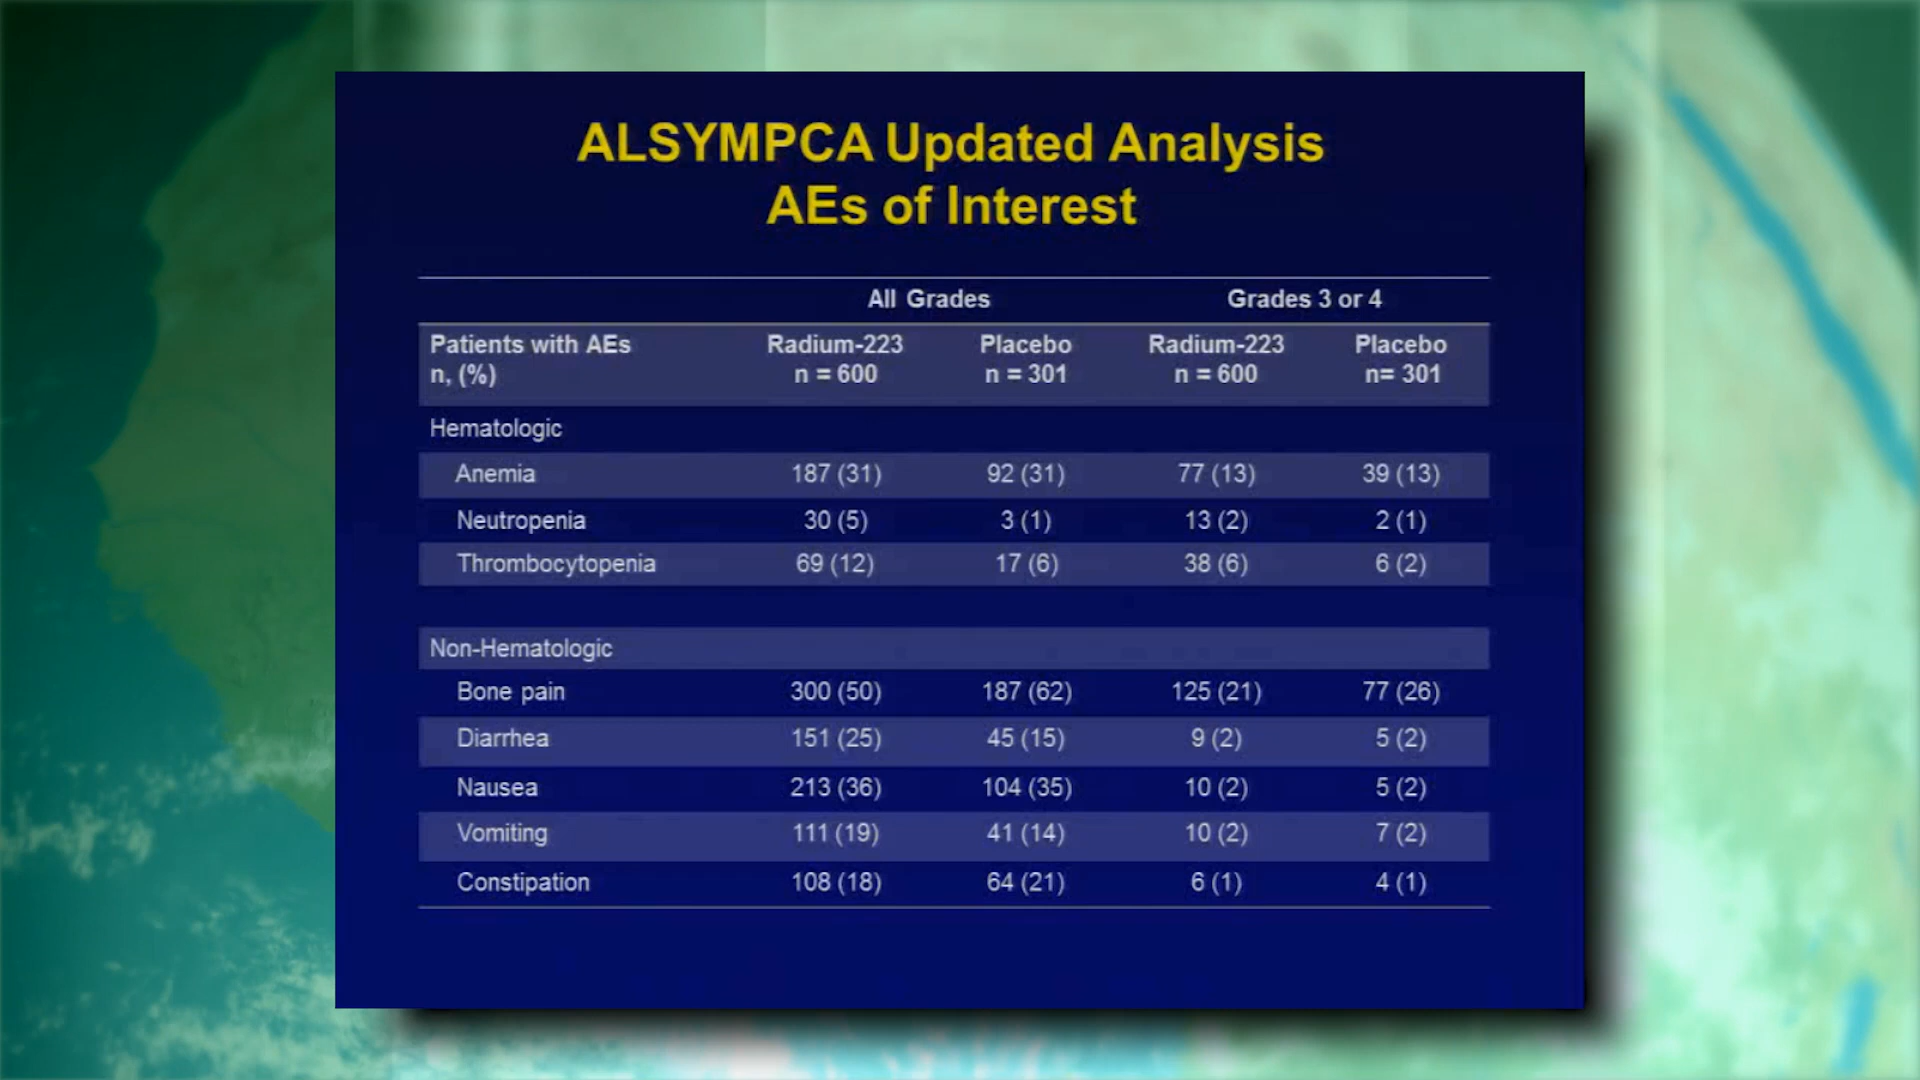 ALSYMPCA Updated Analysis
AEs of Interest
All Grades Grades 3 or 4
Patients with AEs Radium-223 Placebo Radium-223 Placebo
n, (%) n = 600 n = 301 n = 600 n= 301
Hematologic
Anemia 187 (31) 92 (31) 77 (13) 39 (13)
Neutropenia 30 (5) 3 (1) 13 (2) 2 (1)
Thrombocytopenia 69 (12) 17 (6) 38 (6) 6 (2)
Non-Hematologic
Bone pain 300 (50) 187 (62) 125 (21) 77 (26)
Diarrhea 151 (25) 45 (15) 9 (2) 5 (2)
Nausea 213 (36) 104 (35) 10 (2) 5 (2)
Vomiting 111 (19) 41 (14) 10 (2) 7 (2)
Constipation 108 (18) 64 (21) 6 (1) 4 (1)